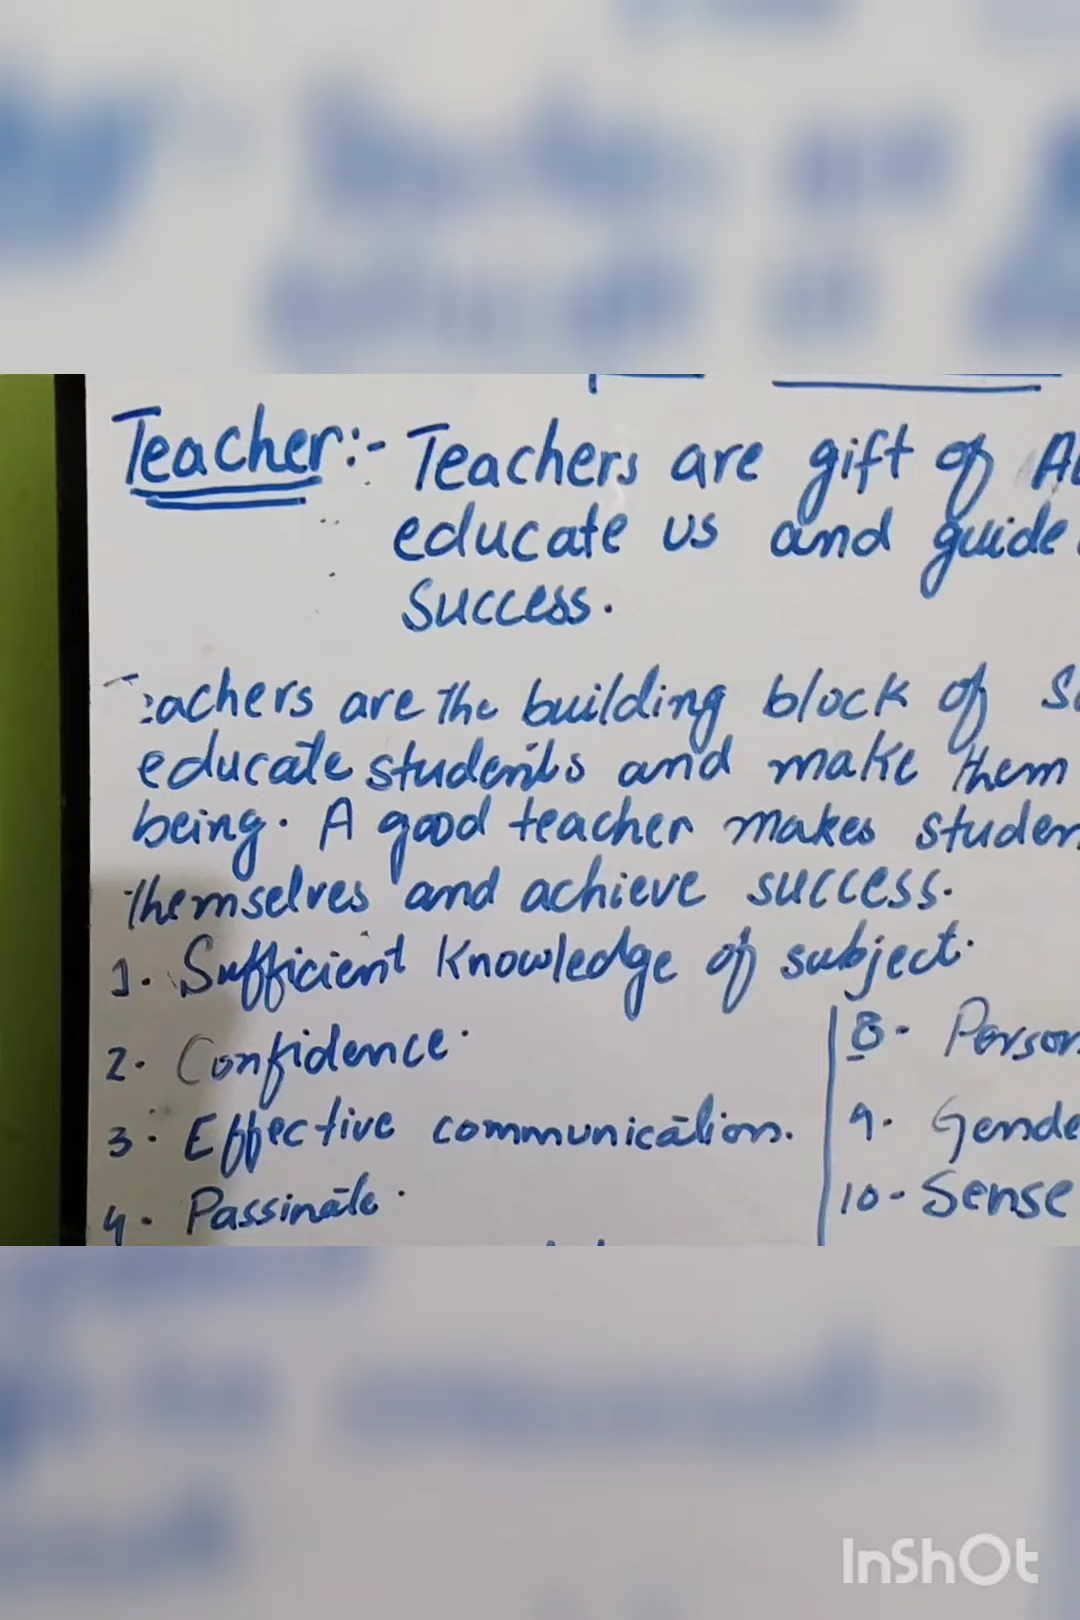 Teacher:- Teachers are gift of
educate us and guide
success.
Teachers are the building block of
educate students and make them
being. A good teacher makes
themselves and achieve success.
1. Sufficient Knowledge of subject.
2. Confidence.
8. Person
3. Effective communication.
9. Gende
4. Passinate.
10. Sense
InShOt